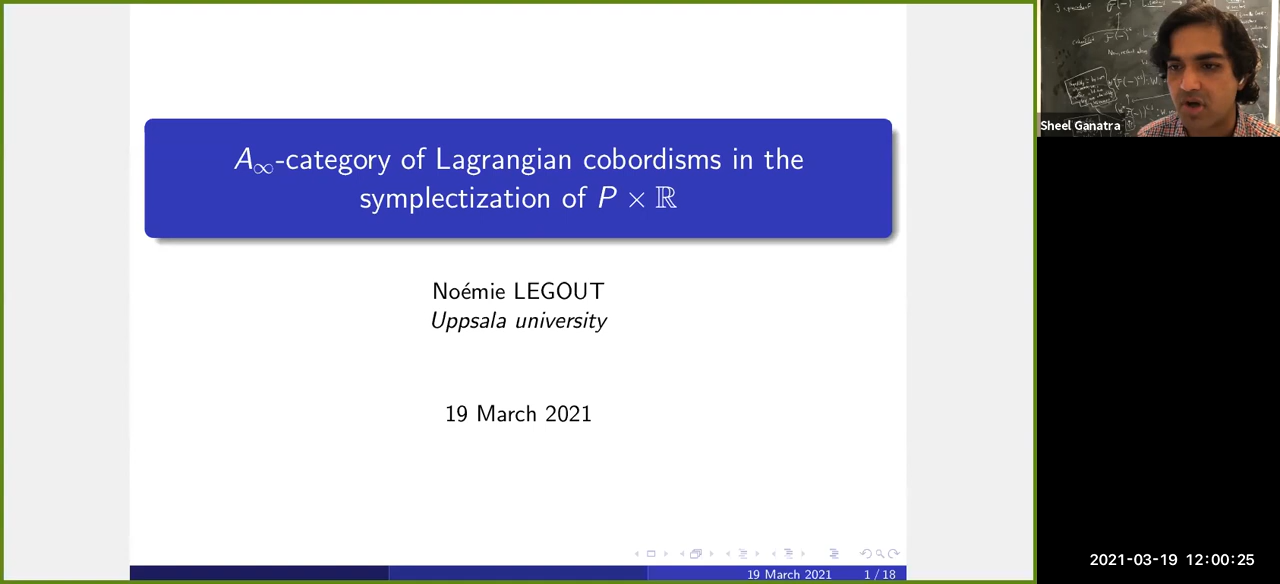 A∞-category of Lagrangian cobordisms in the
symplectization of P × ℝ
Noémie LEGOUT
Uppsala university
19 March 2021
19 March 2021 1 / 18
Sheel Ganatra
2021-03-19 12:00:25